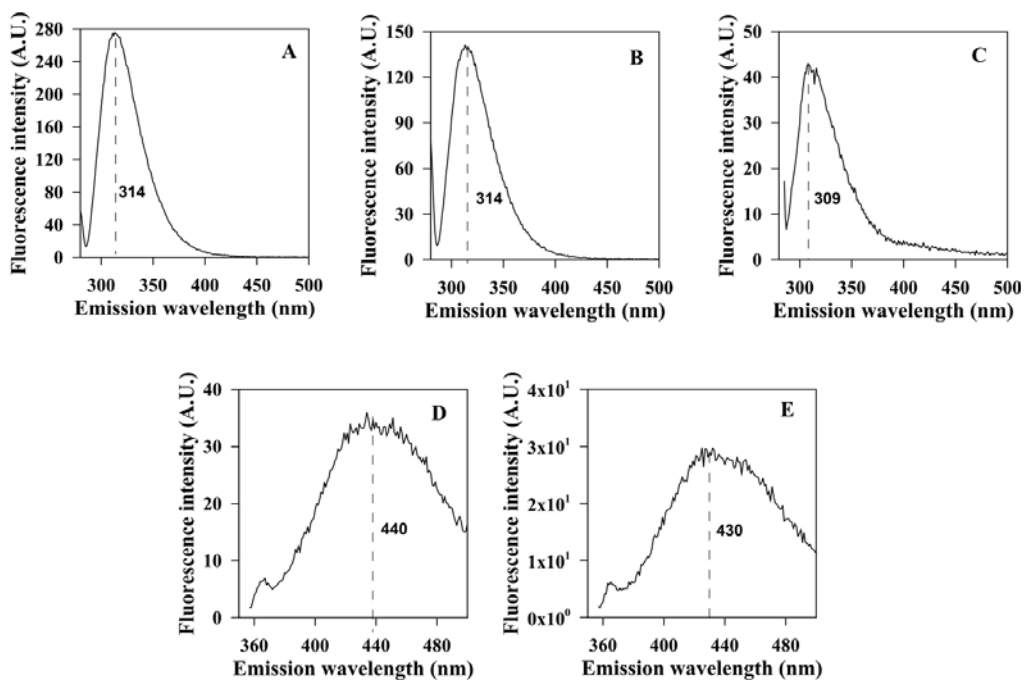 Fluorescence intensity (A.U.)
280
240
200
160
120
80
40
0
A
314
300 350 400 450 500
Emission wavelength (nm)
Fluorescence intensity (A.U.)
150
120
90
60
30
0
B
314
300 350 400 450 500
Emission wavelength (nm)
Fluorescence intensity (A.U.)
50
40
30
20
10
0
C
309
300 350 400 450 500
Emission wavelength (nm)
Fluorescence intensity (A.U.)
40
30
20
10
0
D
440
360 400 440 480
Emission wavelength (nm)
Fluorescence intensity (A.U.)
4x10¹
3x10¹
2x10¹
1x10¹
0x10⁰
E
430
360 400 440 480
Emission wavelength (nm)